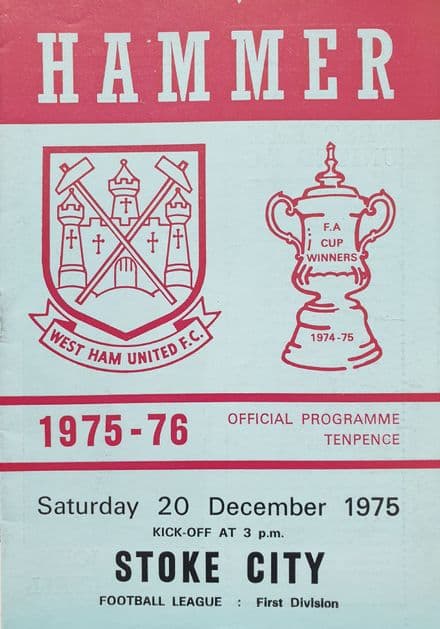 HAMMER
WEST HAM UNITED F.C.
F.A
CUP
WINNERS
1974-75
1975-76
OFFICIAL PROGRAMME
TENPENCE
Saturday 20 December 1975
KICK-OFF AT 3 p.m.
STOKE CITY
FOOTBALL LEAGUE : First Division